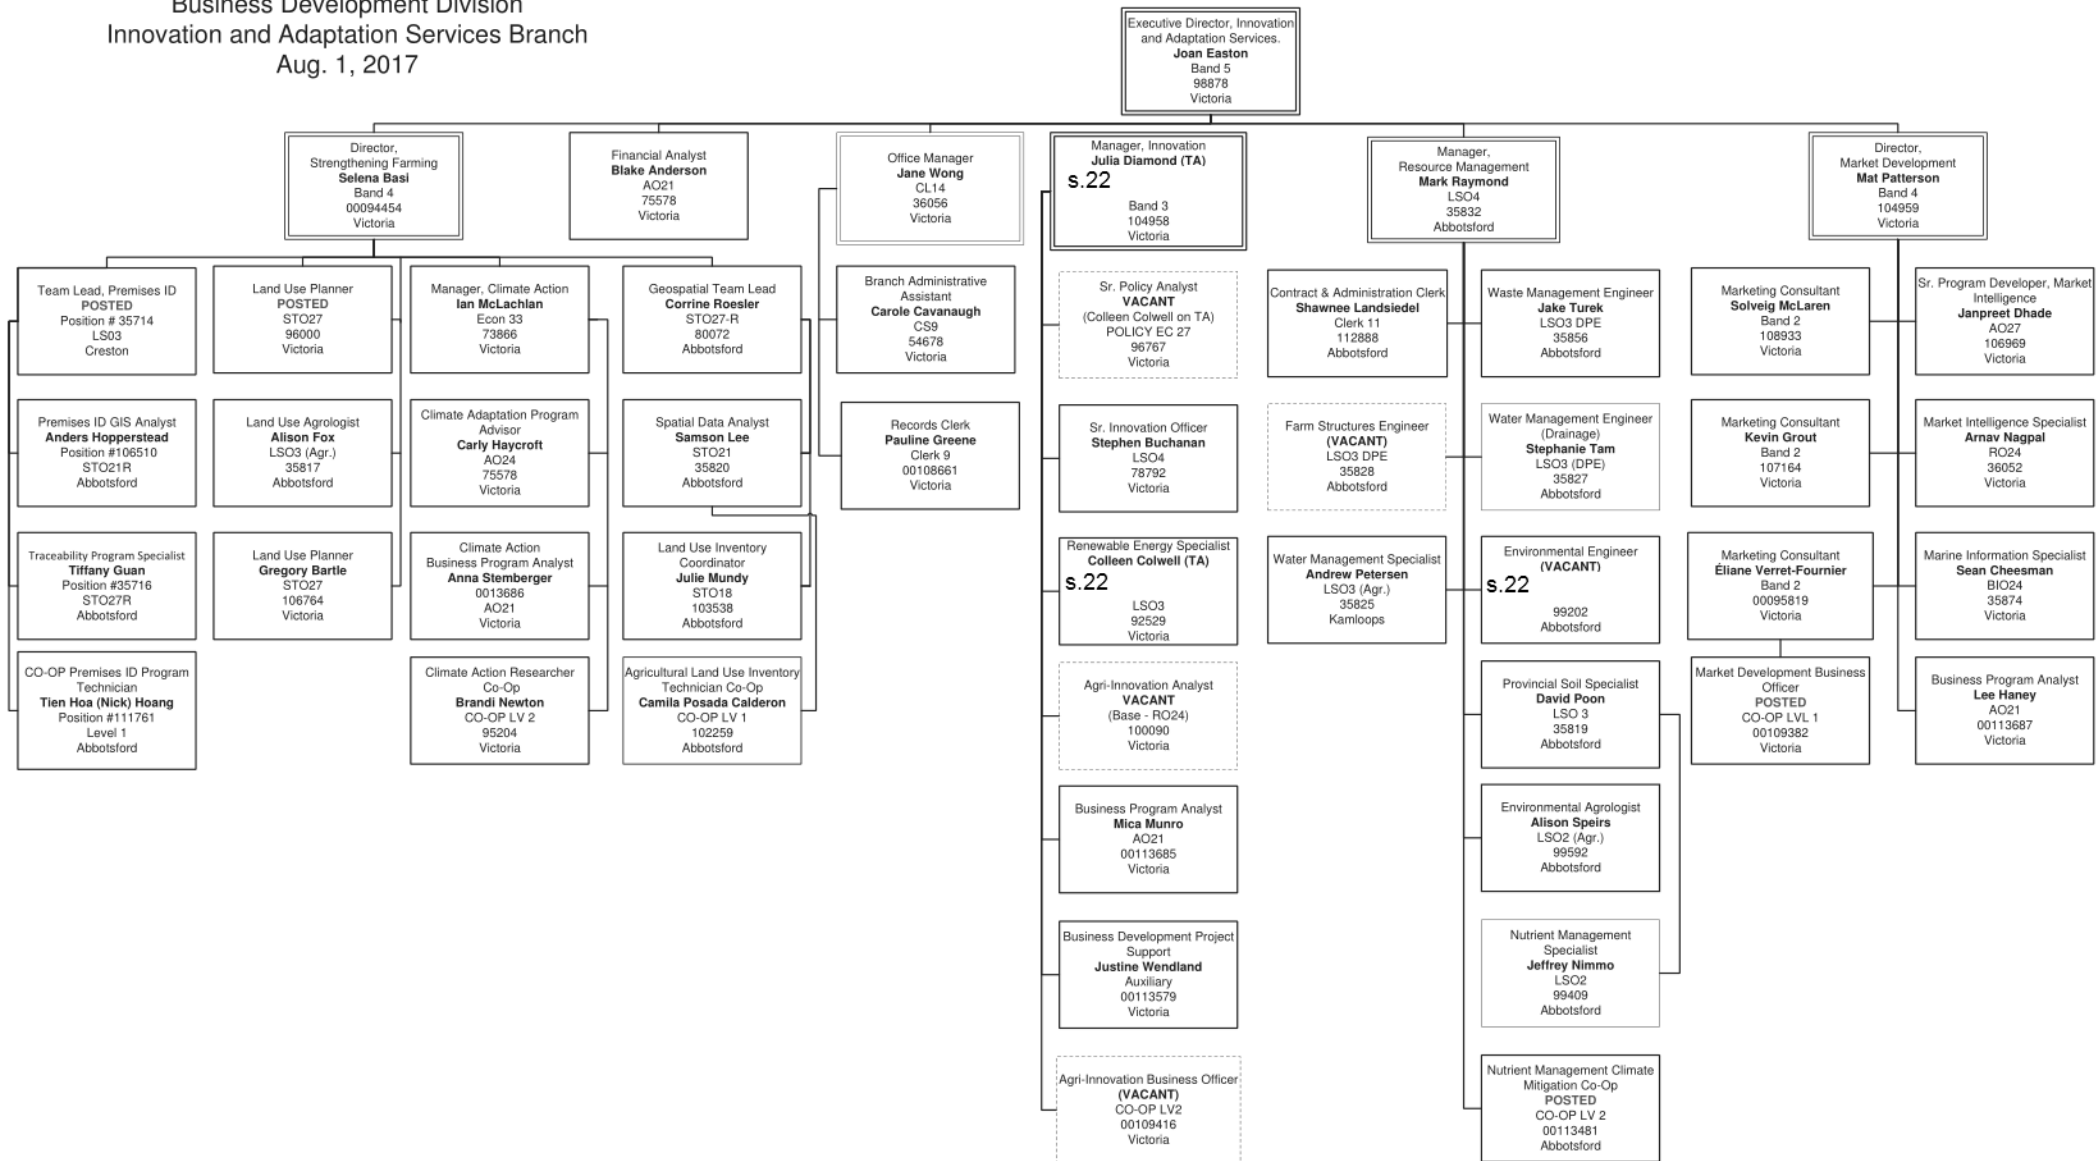 Business Development Division
Innovation and Adaptation Services Branch
Aug. 1, 2017
Executive Director, Innovation
and Adaptation Services.
Joan Easton
Band 5
98878
Victoria
Director,
Strengthening Farming
Selena Basi
Band 4
00094454
Victoria
Financial Analyst
Blake Anderson
AO21
75578
Victoria
Office Manager
Jane Wong
CL14
36056
Victoria
Manager, Innovation
Julia Diamond (TA)
s.22
Band 3
104958
Victoria
Manager,
Resource Management
Mark Raymond
LSO4
35832
Abbotsford
Director,
Market Development
Mat Patterson
Band 4
104959
Victoria
Team Lead, Premises ID
POSTED
Position # 35714
LS03
Creston
Land Use Planner
POSTED
STO27
96000
Victoria
Manager, Climate Action
Ian McLachlan
Econ 33
73866
Victoria
Geospatial Team Lead
Corrine Roesler
STO27-R
80072
Abbotsford
Branch Administrative
Assistant
Carole Cavanaugh
CS9
54678
Victoria
Sr. Policy Analyst
VACANT
(Colleen Colwell on TA)
POLICY EC 27
96767
Victoria
Contract & Administration Clerk
Shawnee Landsiedel
Clerk 11
112888
Abbotsford
Waste Management Engineer
Jake Turek
LSO3 DPE
35856
Abbotsford
Marketing Consultant
Solveig McLaren
Band 2
108933
Victoria
Sr. Program Developer, Market
Intelligence
Janpreet Dhade
AO27
106969
Victoria
Premises ID GIS Analyst
Anders Hopperstead
Position #106510
STO21R
Abbotsford
Land Use Agrologist
Alison Fox
LSO3 (Agr.)
35817
Abbotsford
Climate Adaptation Program
Advisor
Carly Haycroft
AO24
75578
Victoria
Spatial Data Analyst
Samson Lee
STO21
35820
Abbotsford
Records Clerk
Pauline Greene
Clerk 9
00108661
Victoria
Sr. Innovation Officer
Stephen Buchanan
LSO4
78792
Victoria
Farm Structures Engineer
(VACANT)
LSO3 DPE
35828
Abbotsford
Water Management Engineer
(Drainage)
Stephanie Tam
LSO3 (DPE)
35827
Abbotsford
Marketing Consultant
Kevin Grout
Band 2
107164
Victoria
Market Intelligence Specialist
Arnav Nagpal
RO24
36052
Victoria
Traceability Program Specialist
Tiffany Guan
Position #35716
STO27R
Abbotsford
Land Use Planner
Gregory Bartle
STO27
106764
Victoria
Climate Action
Business Program Analyst
Anna Stemberger
0013686
AO21
Victoria
Land Use Inventory
Coordinator
Julie Mundy
STO18
103538
Abbotsford
Renewable Energy Specialist
Colleen Colwell (TA)
s.22
LSO3
92529
Victoria
Water Management Specialist
Andrew Petersen
LSO3 (Agr.)
35825
Kamloops
Environmental Engineer
(VACANT)
s.22
99202
Abbotsford
Marketing Consultant
Éliane Verret-Fournier
Band 2
00095819
Victoria
Marine Information Specialist
Sean Cheesman
BIO24
35874
Victoria
CO-OP Premises ID Program
Technician
Tien Hoa (Nick) Hoang
Position #111761
Level 1
Abbotsford
Climate Action Researcher
Co-Op
Brandi Newton
CO-OP LV 2
95204
Victoria
Agricultural Land Use Inventory
Technician Co-Op
Camila Posada Calderon
CO-OP LV 1
102259
Abbotsford
Agri-Innovation Analyst
VACANT
(Base - RO24)
100090
Victoria
Provincial Soil Specialist
David Poon
LSO 3
35819
Abbotsford
Market Development Business
Officer
POSTED
CO-OP LVL 1
00109382
Victoria
Business Program Analyst
Lee Haney
AO21
00113687
Victoria
Business Program Analyst
Mica Munro
AO21
00113685
Victoria
Environmental Agrologist
Alison Speirs
LSO2 (Agr.)
99592
Abbotsford
Business Development Project
Support
Justine Wendland
Auxiliary
00113579
Victoria
Nutrient Management
Specialist
Jeffrey Nimmo
LSO2
99409
Abbotsford
Agri-Innovation Business Officer
(VACANT)
CO-OP LV2
00109416
Victoria
Nutrient Management Climate
Mitigation Co-Op
POSTED
CO-OP LV 2
00113481
Abbotsford